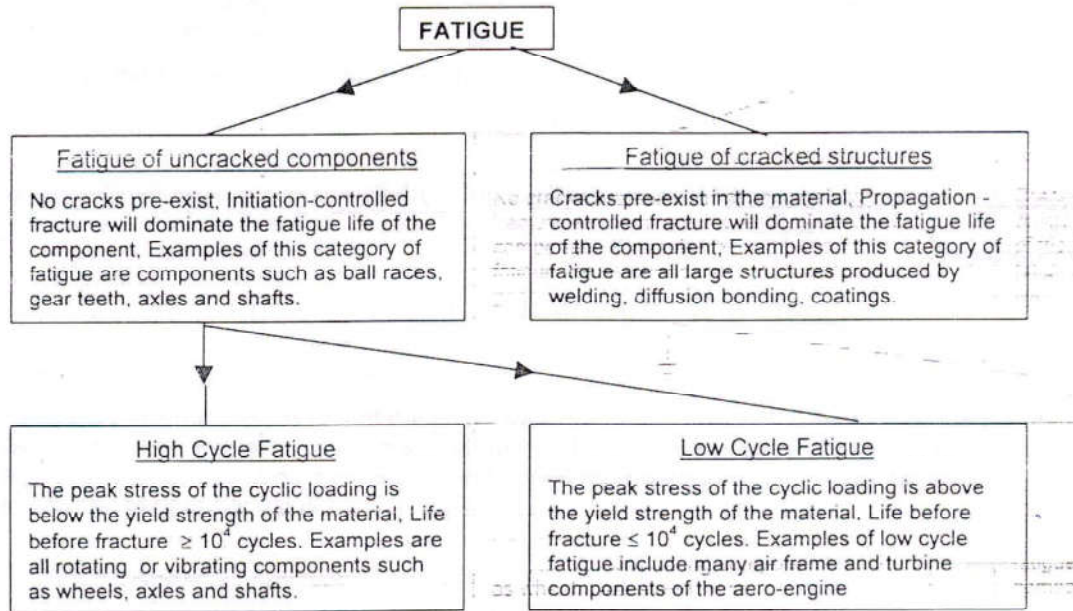 FATIGUE
Fatigue of uncracked components
No cracks pre-exist, Initiation-controlled
fracture will dominate the fatigue life of the
component, Examples of this category of
fatigue are components such as ball races,
gear teeth, axles and shafts.
Fatigue of cracked structures
Cracks pre-exist in the material, Propagation -
controlled fracture will dominate the fatigue life
of the component, Examples of this category of
fatigue are all large structures produced by
welding, diffusion bonding, coatings.
High Cycle Fatigue
The peak stress of the cyclic loading is
below the yield strength of the material, Life
before fracture ≥ 10⁴ cycles. Examples are
all rotating or vibrating components such
as wheels, axles and shafts.
Low Cycle Fatigue
The peak stress of the cyclic loading is above
the yield strength of the material. Life before
fracture ≤ 10⁴ cycles. Examples of low cycle
fatigue include many air frame and turbine
components of the aero-engine